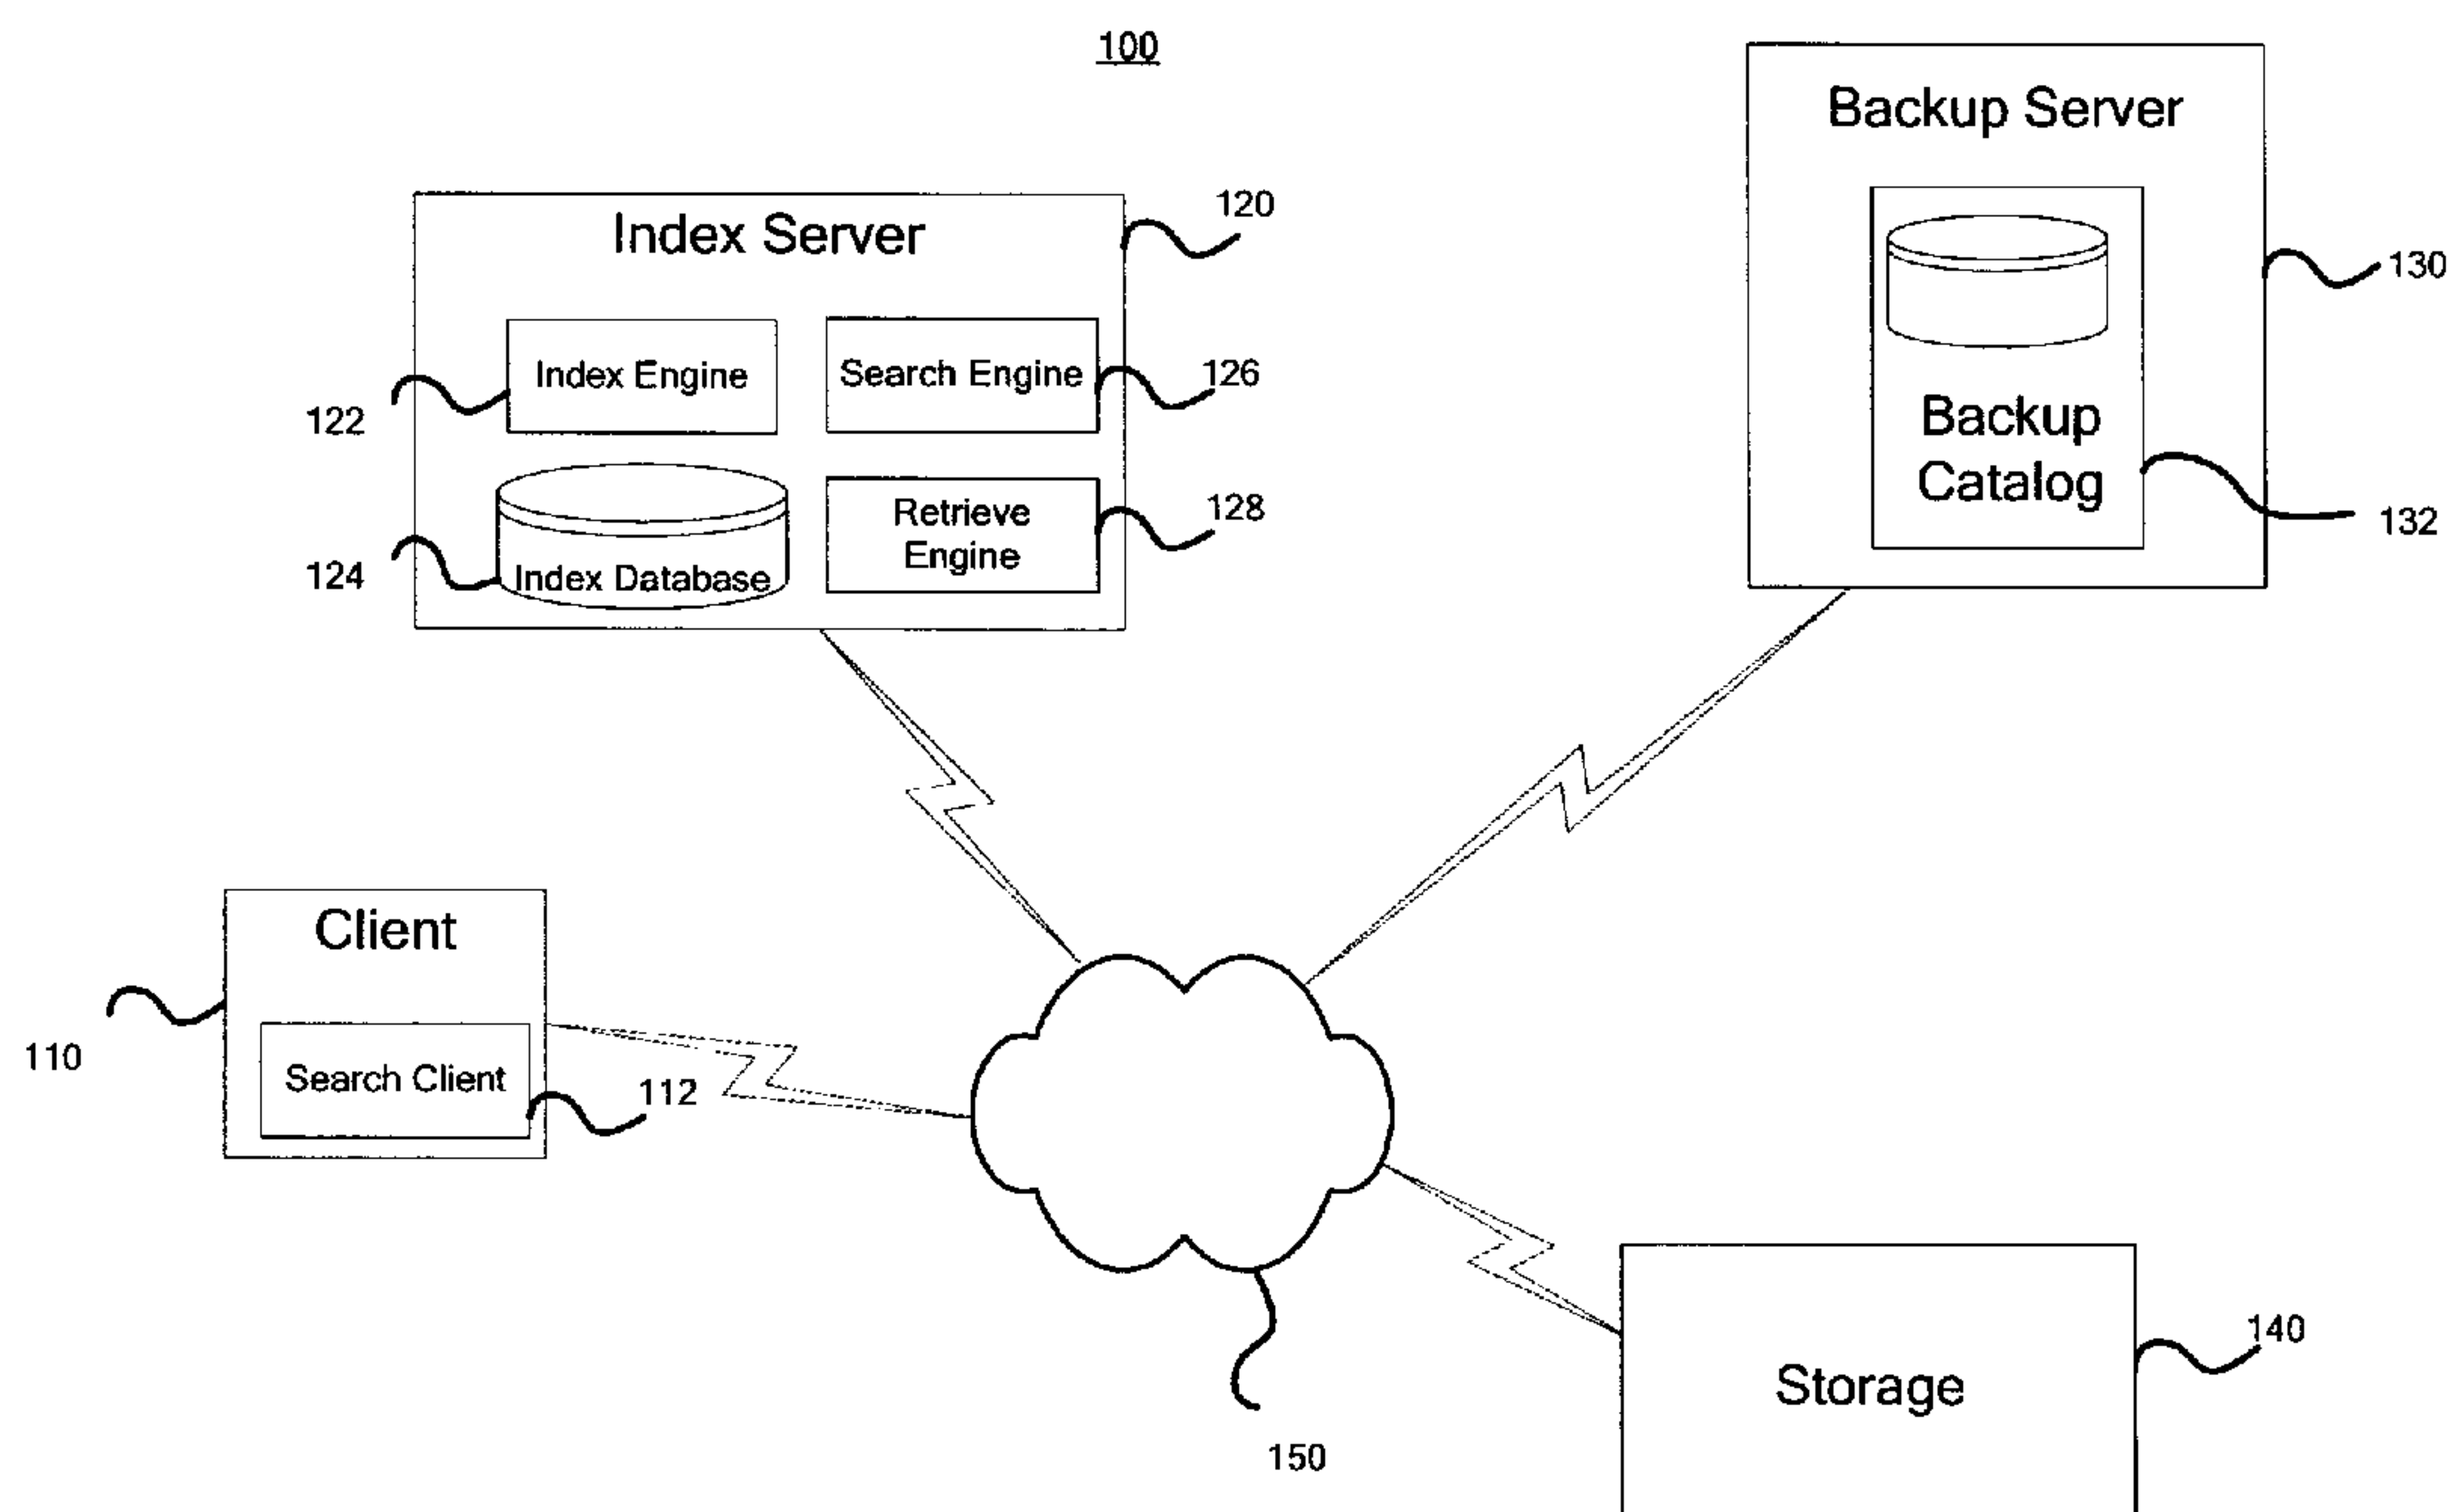 100
Backup Server
130
Backup
Catalog
132
Index Server
120
Index Engine
Search Engine
122
126
Index Database
Retrieve
Engine
124
128
Client
110
Search Client
112
150
Storage
140